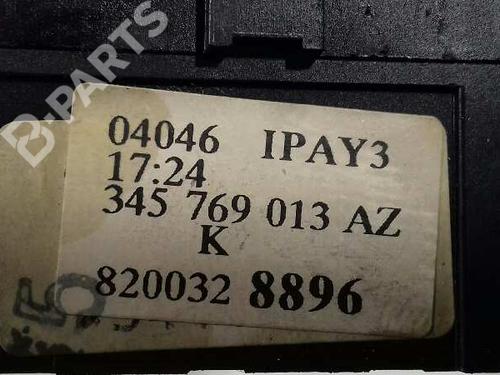 B-PARTS
04046 IPAY3
17:24
345 769 013 AZ
K
820032 8896